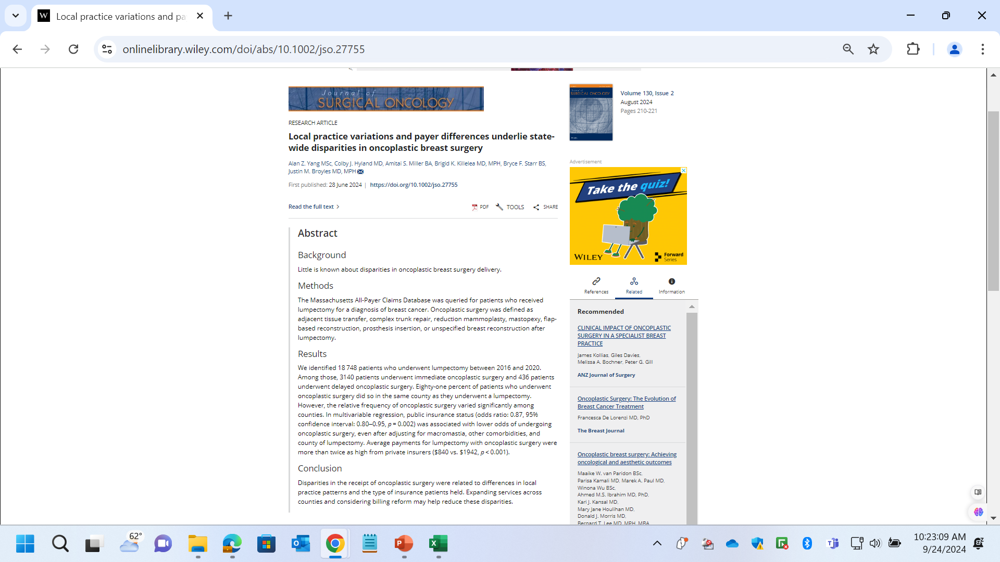 Local practice variations and pa
onlinelibrary.wiley.com/doi/abs/10.1002/jso.27755
Journal of
SURGICAL ONCOLOGY
RESEARCH ARTICLE
Local practice variations and payer differences underlie state-
wide disparities in oncoplastic breast surgery
Alan Z. Yang MSc, Colby J. Hyland MD, Amitai S. Miller BA, Brigid K. Killelea MD, MPH, Bryce F. Starr BS,
Justin M. Broyles MD, MPH
First published: 28 June 2024 | https://doi.org/10.1002/jso.27755
Read the full text
PDF TOOLS SHARE
Abstract
Background
Little is known about disparities in oncoplastic breast surgery delivery.
Methods
The Massachusetts All-Payer Claims Database was queried for patients who received
lumpectomy for a diagnosis of breast cancer. Oncoplastic surgery was defined as
adjacent tissue transfer, complex trunk repair, reduction mammoplasty, mastopexy, flap-
based reconstruction, prosthesis insertion, or unspecified breast reconstruction after
lumpectomy.
Results
We identified 18 748 patients who underwent lumpectomy between 2016 and 2020.
Among those, 3140 patients underwent immediate oncoplastic surgery and 436 patients
underwent delayed oncoplastic surgery. Eighty-one percent of patients who underwent
oncoplastic surgery did so in the same county as they underwent a lumpectomy.
However, the relative frequency of oncoplastic surgery varied significantly among
counties. In multivariable regression, public insurance status (odds ratio: 0.87, 95%
confidence interval: 0.80–0.95, p = 0.002) was associated with lower odds of undergoing
oncoplastic surgery, even after adjusting for macromastia, other comorbidities, and
county of lumpectomy. Average payments for lumpectomy with oncoplastic surgery were
more than twice as high from private insurers ($840 vs. $1942, p < 0.001).
Conclusion
Disparities in the receipt of oncoplastic surgery were related to differences in local
practice patterns and the type of insurance patients held. Expanding services across
counties and considering billing reform may help reduce these disparities.
Journal of
SURGICAL ONCOLOGY
WILEY
Volume 130, Issue 2
August 2024
Pages 210-221
Advertisement
Take the quiz!
WILEY
Forward
Series
References Related Information
Recommended
CLINICAL IMPACT OF ONCOPLASTIC
SURGERY IN A SPECIALIST BREAST
PRACTICE
James Kollias, Giles Davies,
Melissa A. Bochner, Peter G. Gill
ANZ Journal of Surgery
Oncoplastic Surgery: The Evolution of
Breast Cancer Treatment
Francesca De Lorenzi MD, PhD
The Breast Journal
Oncoplastic breast surgery: Achieving
oncological and aesthetic outcomes
Maaike W. van Paridon BSc,
Parisa Kamali MD, Marek A. Paul MD,
Winona Wu BSc,
Ahmed M.S. Ibrahim MD, PhD,
Kari J. Kansal MD,
Mary Jane Houlihan MD,
Donald J. Morris MD,
Bernard T. Lee MD, MPH, MBA
62°
10:23:09 AM
9/24/2024